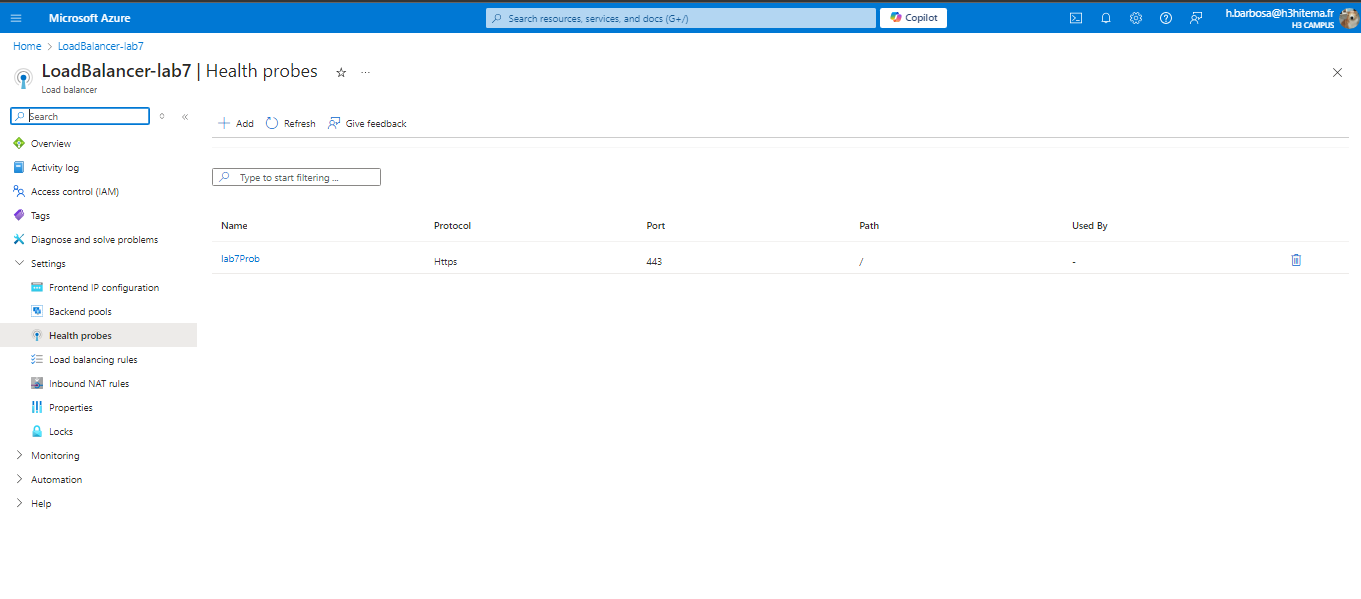 Microsoft Azure
Search resources, services, and docs (G+/)
Copilot
h.barbosa@h3hitema.fr
H3 CAMPUS
Home > LoadBalancer-lab7
LoadBalancer-lab7 | Health probes
Load balancer
Search
Add
Refresh
Give feedback
Overview
Activity log
Access control (IAM)
Tags
Diagnose and solve problems
Settings
Frontend IP configuration
Backend pools
Health probes
Load balancing rules
Inbound NAT rules
Properties
Locks
Monitoring
Automation
Help
Type to start filtering ...
Name Protocol Port Path Used By
lab7Prob Https 443 / -